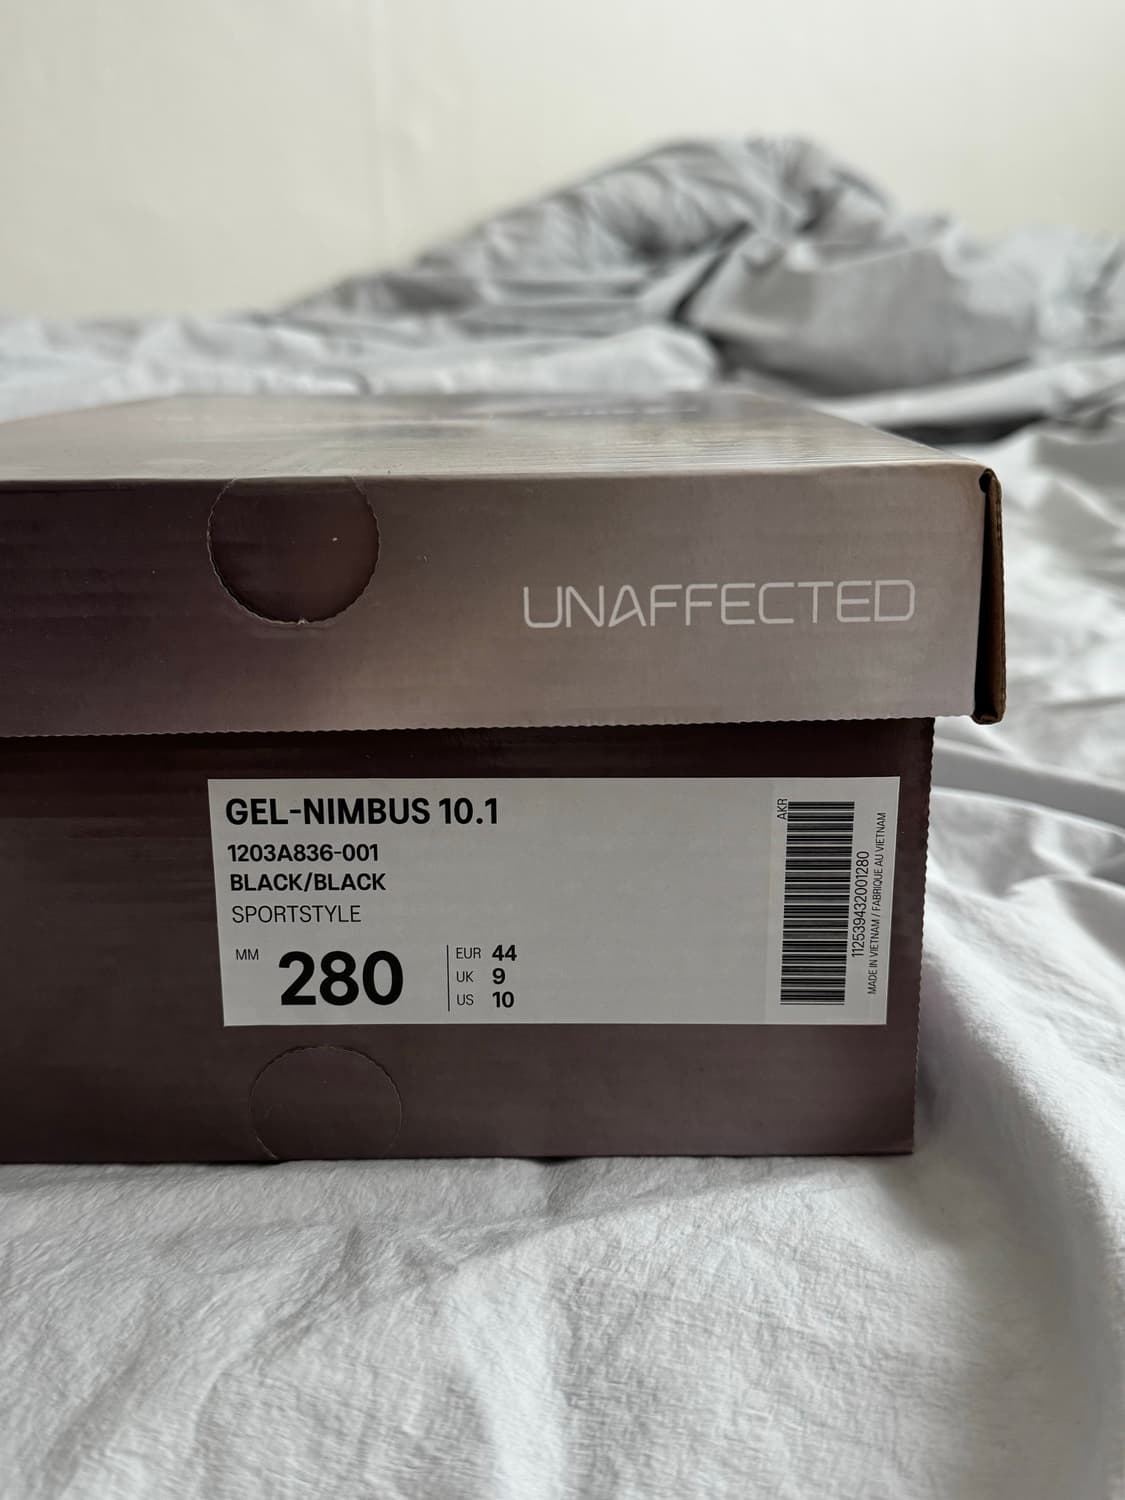 UNAFFECTED
GEL-NIMBUS 10.1
1203A836-001
BLACK/BLACK
SPORTSTYLE
MM 280
EUR 44
UK 9
US 10
AKR
112539432001280
MADE IN VIETNAM / FABRIQUE AU VIETNAM